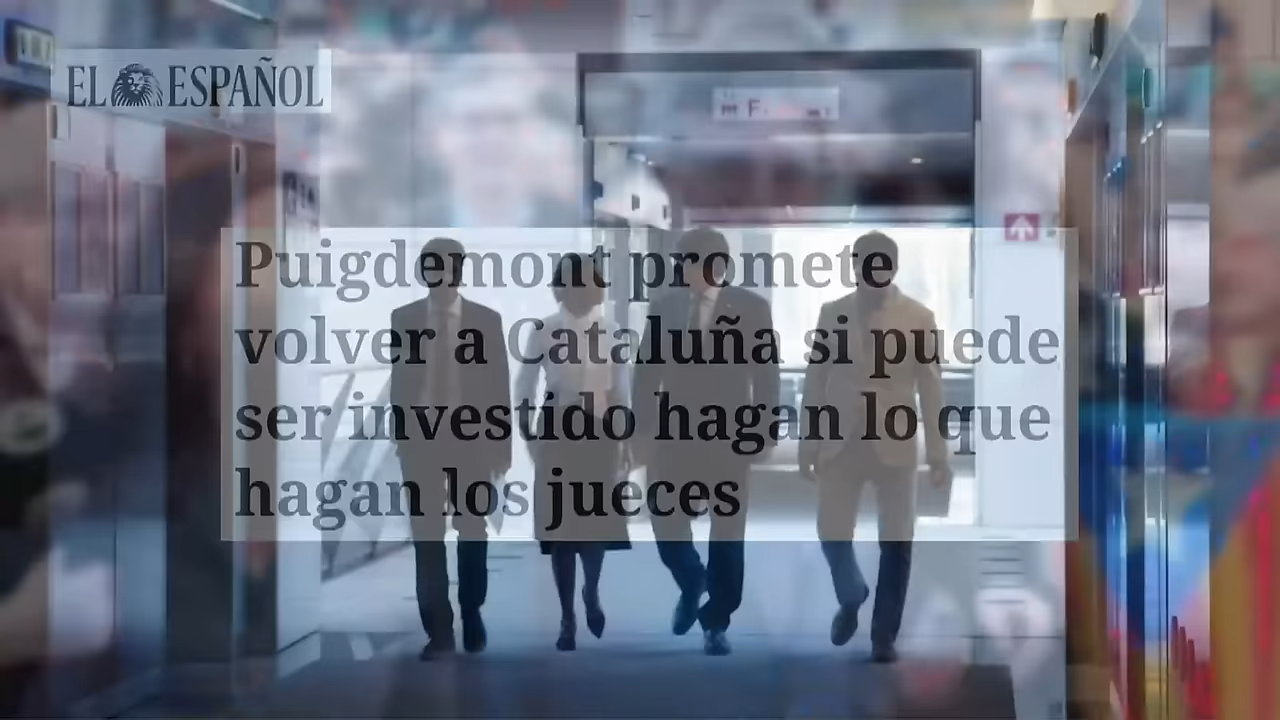 EL ESPAÑOL
Puigdemont promete
volver a Cataluña si puede
ser investido hagan lo que
hagan los jueces